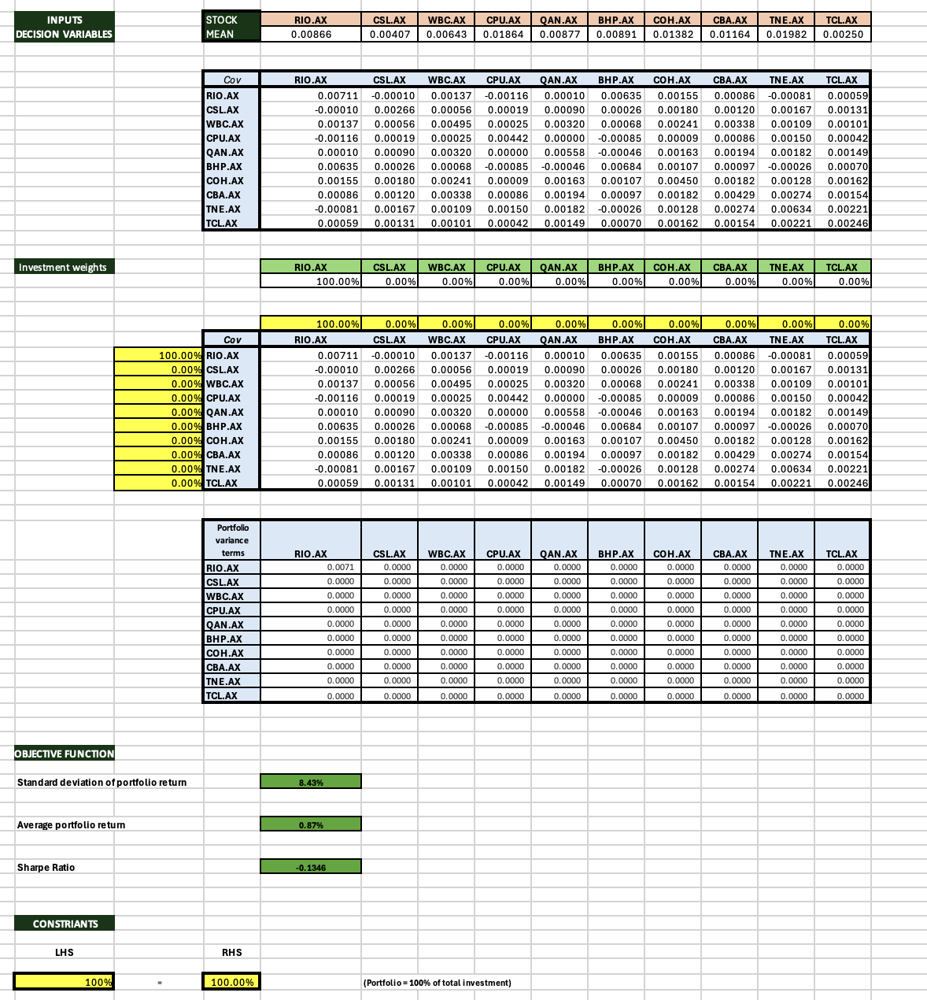 INPUTS STOCK RIO.AX CSL.AX WBC.AX CPU.AX QAN.AX BHP.AX COH.AX CBA.AX TNE.AX TCL.AX
DECISION VARIABLES MEAN 0.00866 0.00407 0.00643 0.01864 0.00877 0.00891 0.01382 0.01164 0.01982 0.00250
Cov RIO.AX CSL.AX WBC.AX CPU.AX QAN.AX BHP.AX COH.AX CBA.AX TNE.AX TCL.AX
RIO.AX 0.00711 -0.00010 0.00137 -0.00116 0.00010 0.00635 0.00155 0.00086 -0.00081 0.00059
CSL.AX -0.00010 0.00266 0.00056 0.00019 0.00090 0.00026 0.00180 0.00120 0.00167 0.00131
WBC.AX 0.00137 0.00056 0.00495 0.00025 0.00320 0.00068 0.00241 0.00338 0.00109 0.00101
CPU.AX -0.00116 0.00019 0.00025 0.00442 0.00000 -0.00085 0.00009 0.00086 0.00150 0.00042
QAN.AX 0.00010 0.00090 0.00320 0.00000 0.00558 -0.00046 0.00163 0.00194 0.00182 0.00149
BHP.AX 0.00635 0.00026 0.00068 -0.00085 -0.00046 0.00684 0.00107 0.00097 -0.00026 0.00070
COH.AX 0.00155 0.00180 0.00241 0.00009 0.00163 0.00107 0.00450 0.00182 0.00128 0.00162
CBA.AX 0.00086 0.00120 0.00338 0.00086 0.00194 0.00097 0.00182 0.00429 0.00274 0.00154
TNE.AX -0.00081 0.00167 0.00109 0.00150 0.00182 -0.00026 0.00128 0.00274 0.00634 0.00221
TCL.AX 0.00059 0.00131 0.00101 0.00042 0.00149 0.00070 0.00162 0.00154 0.00221 0.00246
Investment weights RIO.AX CSL.AX WBC.AX CPU.AX QAN.AX BHP.AX COH.AX CBA.AX TNE.AX TCL.AX
100.00% 0.00% 0.00% 0.00% 0.00% 0.00% 0.00% 0.00% 0.00% 0.00%
100.00% 0.00% 0.00% 0.00% 0.00% 0.00% 0.00% 0.00% 0.00% 0.00%
Cov RIO.AX CSL.AX WBC.AX CPU.AX QAN.AX BHP.AX COH.AX CBA.AX TNE.AX TCL.AX
100.00% RIO.AX 0.00711 -0.00010 0.00137 -0.00116 0.00010 0.00635 0.00155 0.00086 -0.00081 0.00059
0.00% CSL.AX -0.00010 0.00266 0.00056 0.00019 0.00090 0.00026 0.00180 0.00120 0.00167 0.00131
0.00% WBC.AX 0.00137 0.00056 0.00495 0.00025 0.00320 0.00068 0.00241 0.00338 0.00109 0.00101
0.00% CPU.AX -0.00116 0.00019 0.00025 0.00442 0.00000 -0.00085 0.00009 0.00086 0.00150 0.00042
0.00% QAN.AX 0.00010 0.00090 0.00320 0.00000 0.00558 -0.00046 0.00163 0.00194 0.00182 0.00149
0.00% BHP.AX 0.00635 0.00026 0.00068 -0.00085 -0.00046 0.00684 0.00107 0.00097 -0.00026 0.00070
0.00% COH.AX 0.00155 0.00180 0.00241 0.00009 0.00163 0.00107 0.00450 0.00182 0.00128 0.00162
0.00% CBA.AX 0.00086 0.00120 0.00338 0.00086 0.00194 0.00097 0.00182 0.00429 0.00274 0.00154
0.00% TNE.AX -0.00081 0.00167 0.00109 0.00150 0.00182 -0.00026 0.00128 0.00274 0.00634 0.00221
0.00% TCL.AX 0.00059 0.00131 0.00101 0.00042 0.00149 0.00070 0.00162 0.00154 0.00221 0.00246
Portfolio
variance
terms RIO.AX CSL.AX WBC.AX CPU.AX QAN.AX BHP.AX COH.AX CBA.AX TNE.AX TCL.AX
RIO.AX 0.0071 0.0000 0.0000 0.0000 0.0000 0.0000 0.0000 0.0000 0.0000 0.0000
CSL.AX 0.0000 0.0000 0.0000 0.0000 0.0000 0.0000 0.0000 0.0000 0.0000 0.0000
WBC.AX 0.0000 0.0000 0.0000 0.0000 0.0000 0.0000 0.0000 0.0000 0.0000 0.0000
CPU.AX 0.0000 0.0000 0.0000 0.0000 0.0000 0.0000 0.0000 0.0000 0.0000 0.0000
QAN.AX 0.0000 0.0000 0.0000 0.0000 0.0000 0.0000 0.0000 0.0000 0.0000 0.0000
BHP.AX 0.0000 0.0000 0.0000 0.0000 0.0000 0.0000 0.0000 0.0000 0.0000 0.0000
COH.AX 0.0000 0.0000 0.0000 0.0000 0.0000 0.0000 0.0000 0.0000 0.0000 0.0000
CBA.AX 0.0000 0.0000 0.0000 0.0000 0.0000 0.0000 0.0000 0.0000 0.0000 0.0000
TNE.AX 0.0000 0.0000 0.0000 0.0000 0.0000 0.0000 0.0000 0.0000 0.0000 0.0000
TCL.AX 0.0000 0.0000 0.0000 0.0000 0.0000 0.0000 0.0000 0.0000 0.0000 0.0000
OBJECTIVE FUNCTION
Standard deviation of portfolio return 8.43%
Average portfolio return 0.87%
Sharpe Ratio -0.1346
CONSTRIANTS
LHS RHS
100% = 100.00% (Portfolio = 100% of total investment)